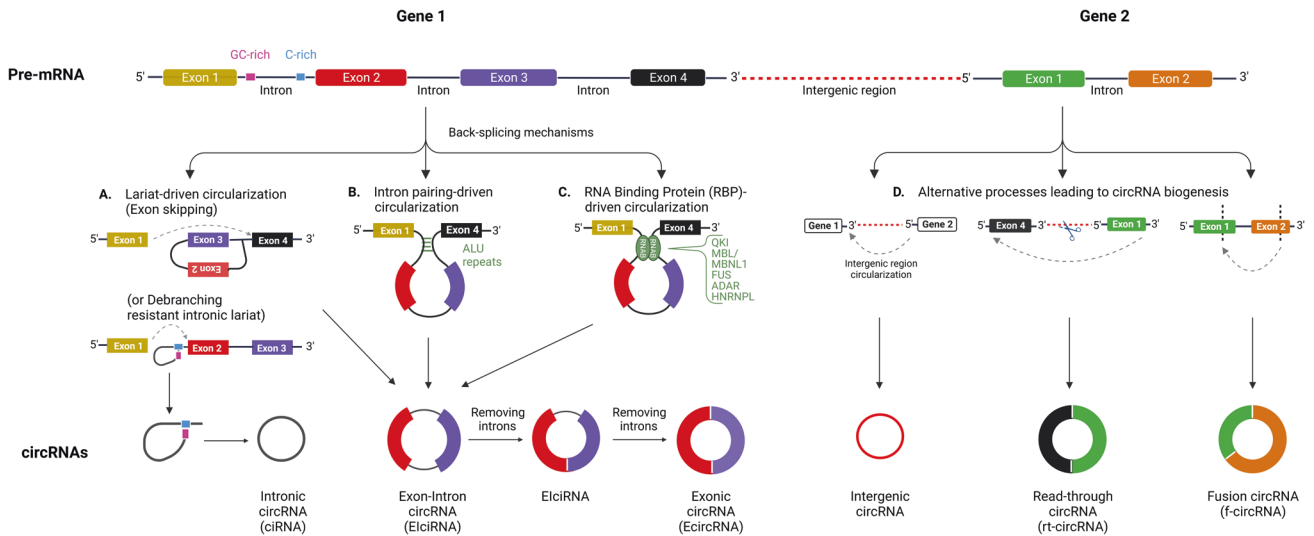 Gene 1
Gene 2
GC-rich
C-rich
Pre-mRNA
5'
Exon 1
Exon 2
Exon 3
Exon 4
3'
5'
Exon 1
Exon 2
3'
Intron
Intron
Intron
Intergenic region
Intron
Back-splicing mechanisms
A. Lariat-driven circularization
(Exon skipping)
5'
Exon 1
Exon 3
Exon 4
3'
Exon 2
(or Debranching
resistant intronic lariat)
5'
Exon 1
Exon 2
Exon 3
3'
B. Intron pairing-driven
circularization
Exon 1
Exon 4
ALU
repeats
C. RNA Binding Protein (RBP)-
driven circularization
Exon 1
Exon 4
RNAB
RNAB
QKI
MBL/
MBNL1
FUS
ADAR
HNRNPL
D. Alternative processes leading to circRNA biogenesis
Gene 1
3'
5'
Gene 2
Intergenic region
circularization
5'
Exon 4
3'
5'
Exon 1
3'
5'
Exon 1
Exon 2
3'
circRNAs
Removing
introns
Removing
introns
Intronic
circRNA
(ciRNA)
Exon-Intron
circRNA
(EIciRNA)
EIciRNA
Exonic
circRNA
(EcircRNA)
Intergenic
circRNA
Read-through
circRNA
(rt-circRNA)
Fusion circRNA
(f-circRNA)